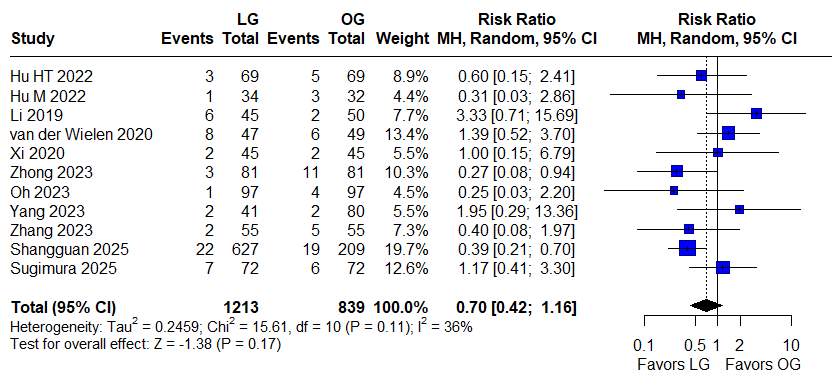 LG OG Risk Ratio Risk Ratio
Study Events Total Events Total Weight MH, Random, 95% CI MH, Random, 95% CI
Hu HT 2022 3 69 5 69 8.9% 0.60 [0.15; 2.41]
Hu M 2022 1 34 3 32 4.4% 0.31 [0.03; 2.86]
Li 2019 6 45 2 50 7.7% 3.33 [0.71; 15.69]
van der Wielen 2020 8 47 6 49 13.4% 1.39 [0.52; 3.70]
Xi 2020 2 45 2 45 5.5% 1.00 [0.15; 6.79]
Zhong 2023 3 81 11 81 10.3% 0.27 [0.08; 0.94]
Oh 2023 1 97 4 97 4.6% 0.25 [0.03; 2.20]
Yang 2023 2 41 2 80 5.5% 1.95 [0.29; 13.36]
Zhang 2023 2 55 5 55 7.3% 0.40 [0.08; 1.97]
Shangguan 2025 22 627 19 209 19.7% 0.39 [0.21; 0.70]
Sugimura 2025 7 72 6 72 12.6% 1.17 [0.41; 3.30]
Total (95% CI) 1213 839 100.0% 0.70 [0.42; 1.16]
Heterogeneity: Tau² = 0.2459; Chi² = 15.61, df = 10 (P = 0.11); I² = 36%
Test for overall effect: Z = -1.38 (P = 0.17)
0.1 0.5 1 2 10
Favors LG Favors OG